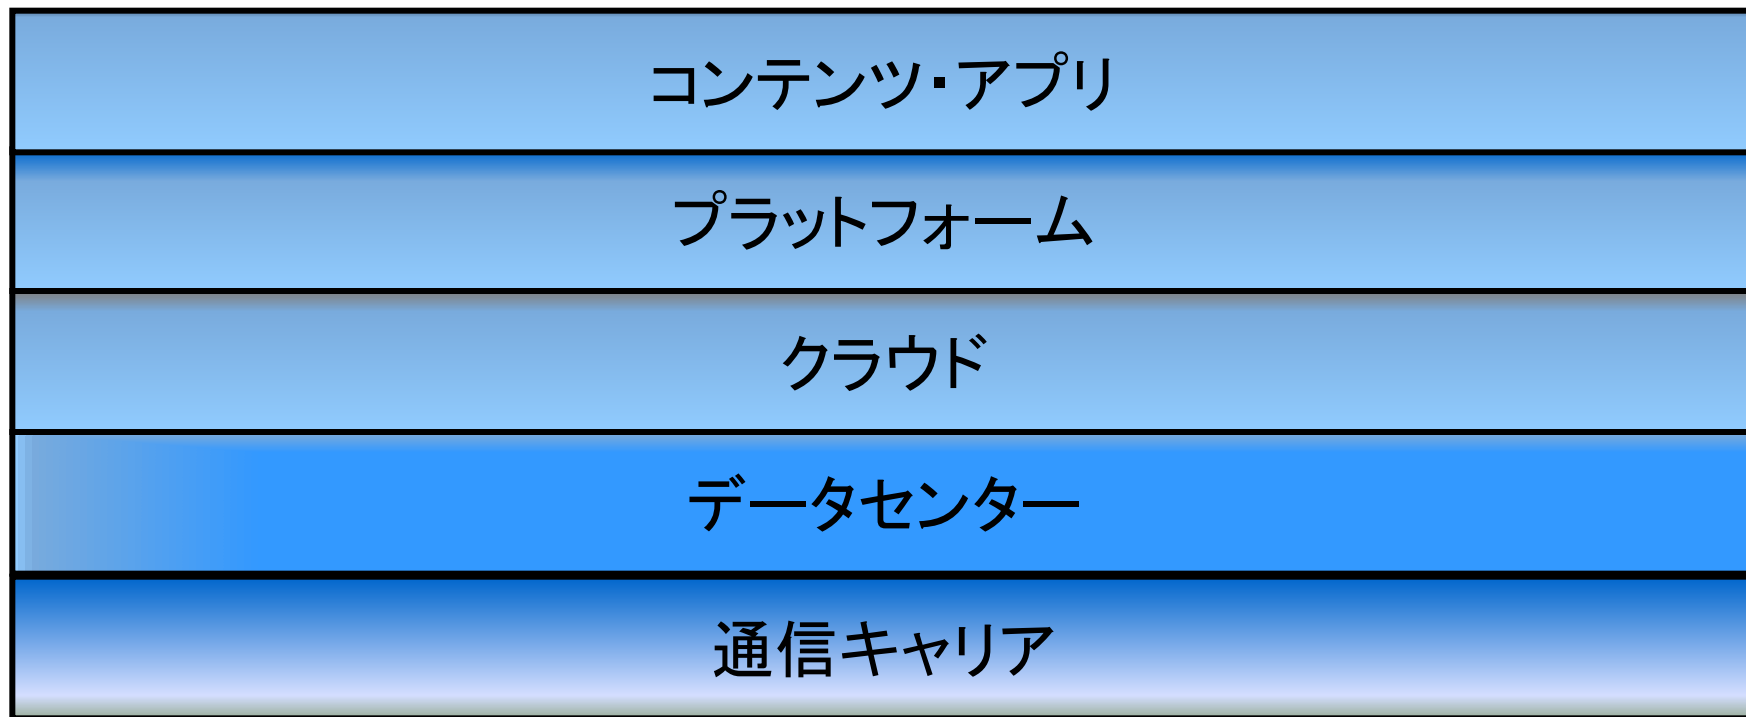 コンテンツ・アプリ
プラットフォーム
クラウド
データセンター
通信キャリア